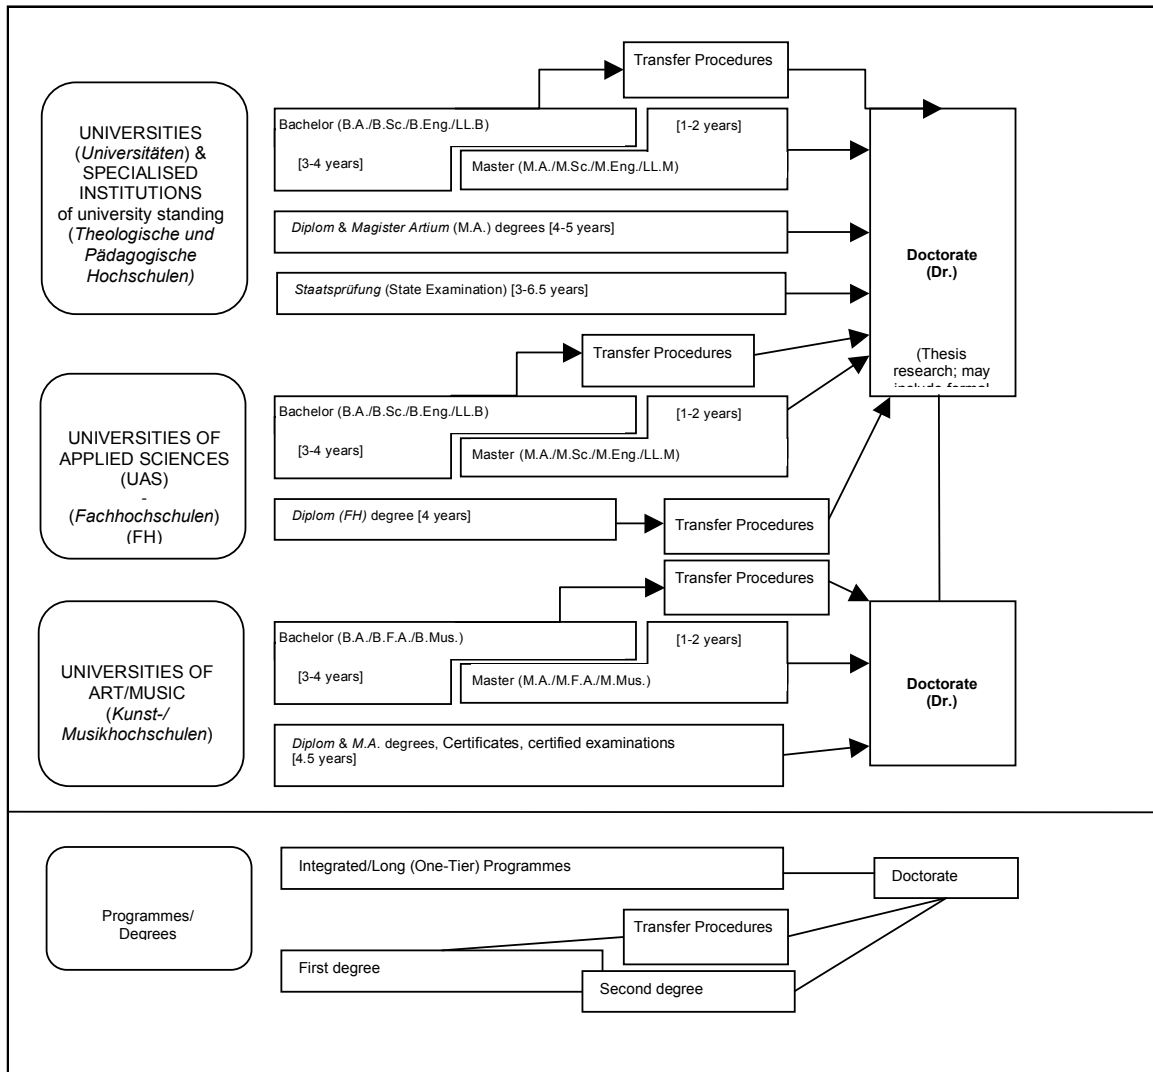 Transfer Procedures
UNIVERSITIES
(Universitäten) &
SPECIALISED
INSTITUTIONS
of university standing
(Theologische und
Pädagogische
Hochschulen)
Bachelor (B.A./B.Sc./B.Eng./LL.B)
[3-4 years]
[1-2 years]
Master (M.A./M.Sc./M.Eng./LL.M)
Diplom & Magister Artium (M.A.) degrees [4-5 years]
Staatsprüfung (State Examination) [3-6.5 years]
Doctorate
(Dr.)
(Thesis
research; may
include formal
Transfer Procedures
UNIVERSITIES OF
APPLIED SCIENCES
(UAS)
-
(Fachhochschulen)
(FH)
Bachelor (B.A./B.Sc./B.Eng./LL.B)
[3-4 years]
[1-2 years]
Master (M.A./M.Sc./M.Eng./LL.M)
Diplom (FH) degree [4 years]
Transfer Procedures
Transfer Procedures
UNIVERSITIES OF
ART/MUSIC
(Kunst-/
Musikhochschulen)
Bachelor (B.A./B.F.A./B.Mus.)
[3-4 years]
[1-2 years]
Master (M.A./M.F.A./M.Mus.)
Diplom & M.A. degrees, Certificates, certified examinations
[4.5 years]
Doctorate
(Dr.)
Programmes/
Degrees
Integrated/Long (One-Tier) Programmes
Doctorate
Transfer Procedures
First degree
Second degree